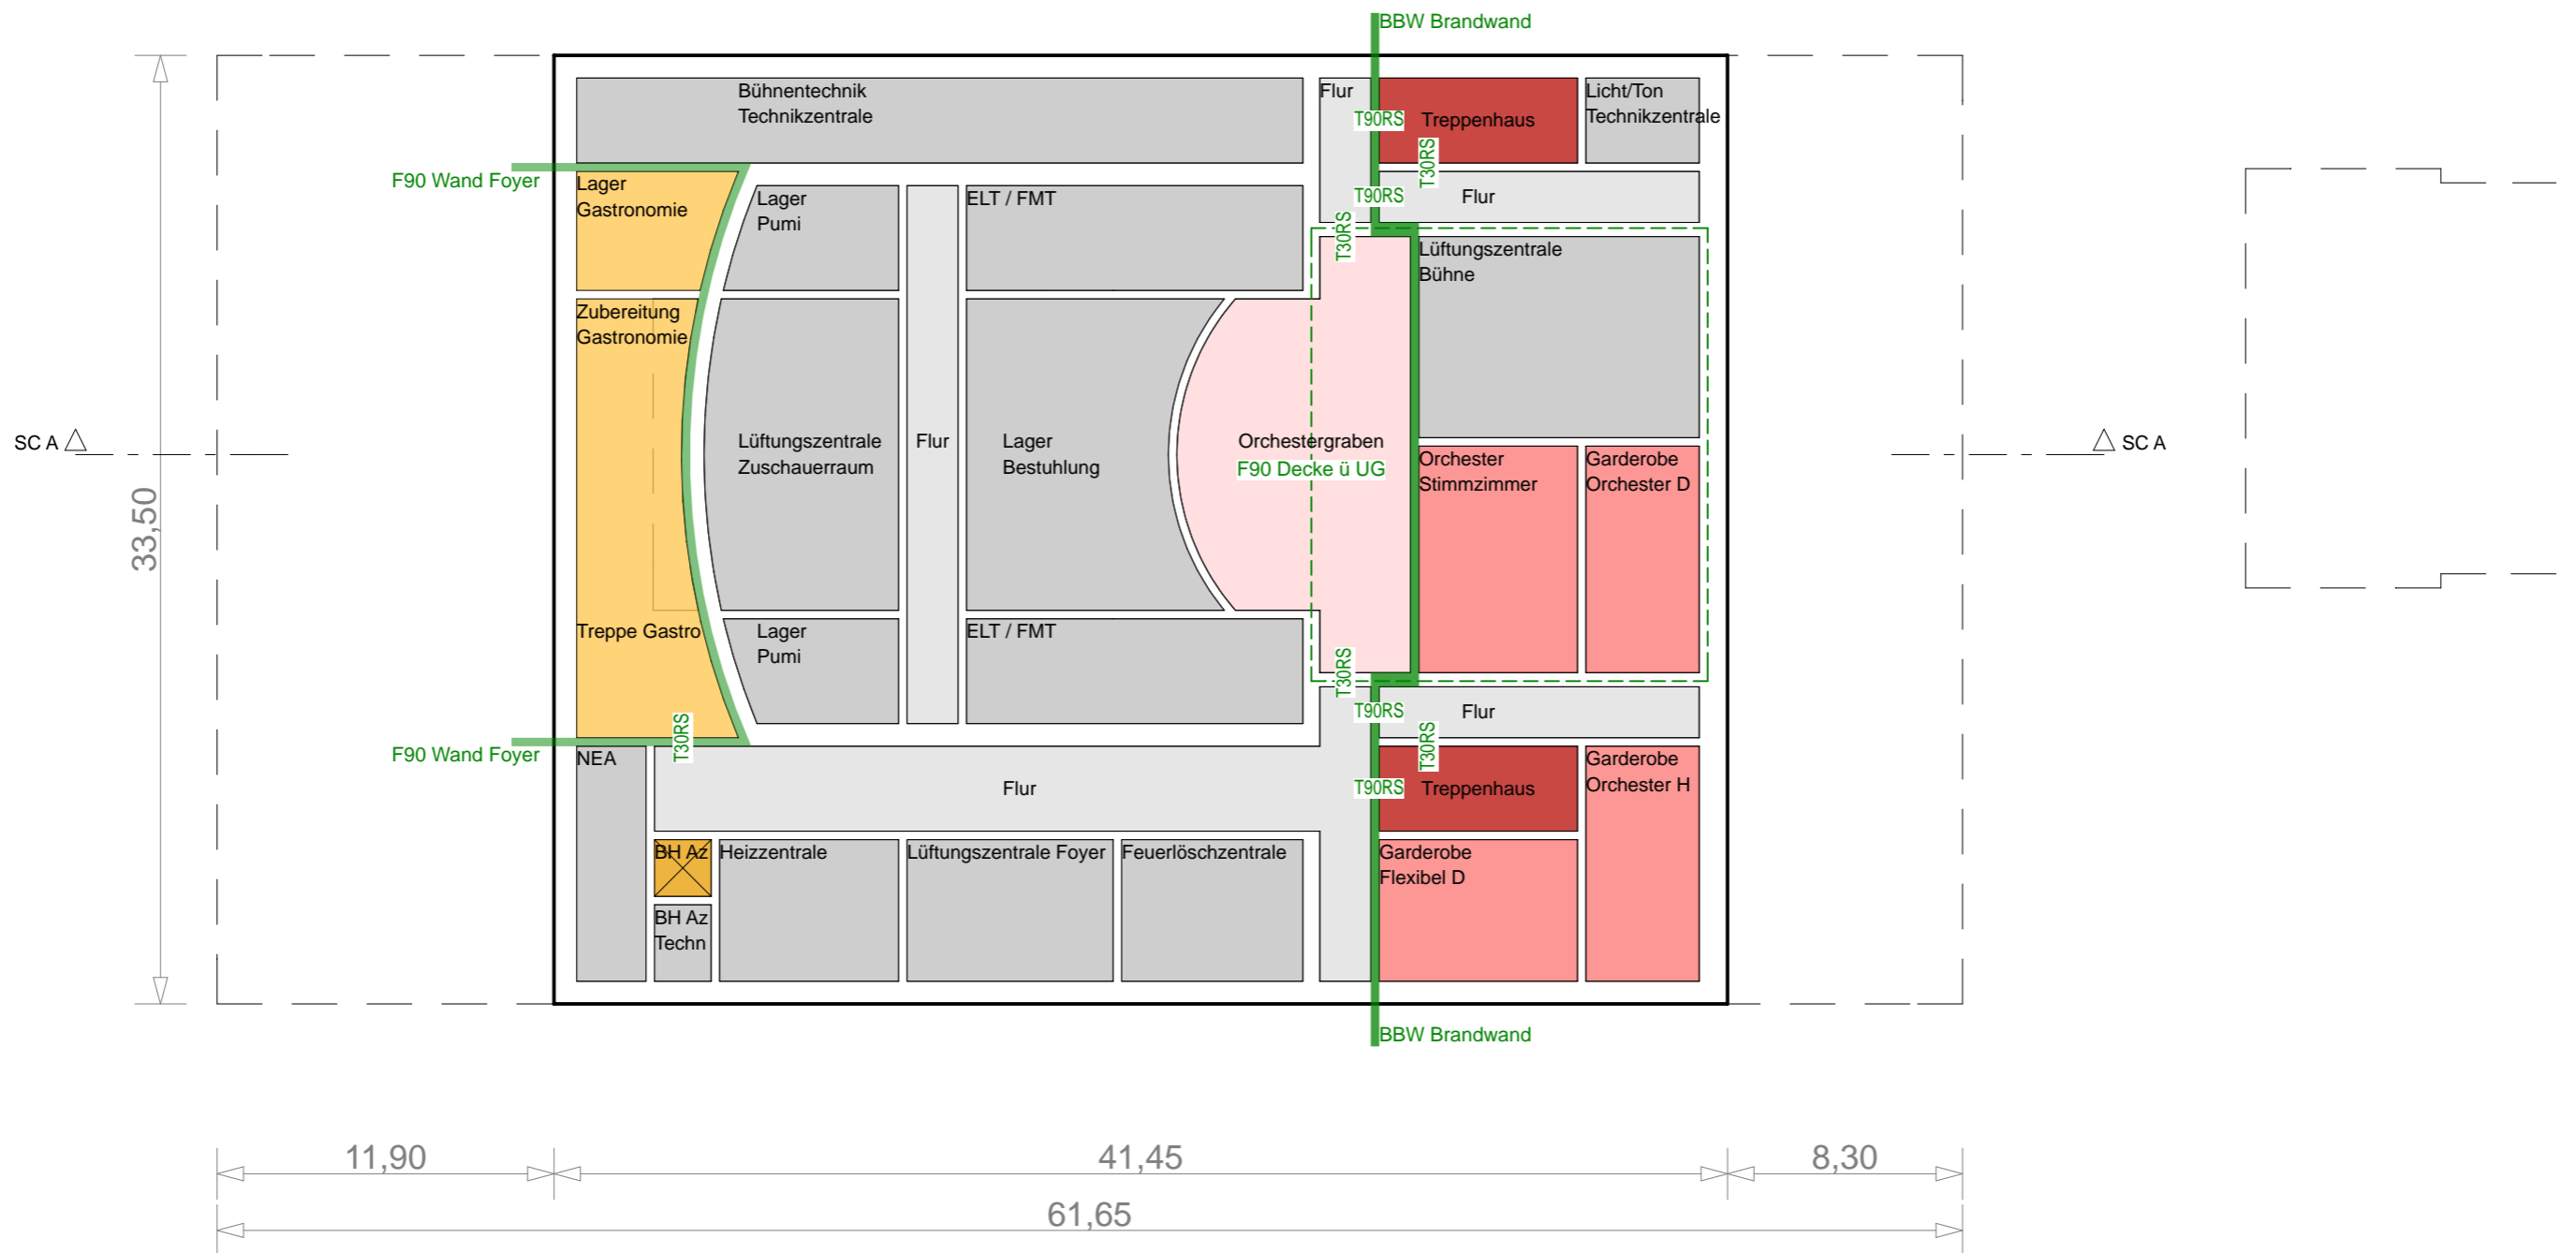 BBW Brandwand
Bühnentechnik
Technikzentrale
Flur
T90RS
Treppenhaus
Licht/Ton
Technikzentrale
T30RS
F90 Wand Foyer
Lager
Gastronomie
Lager
Pumi
ELT / FMT
T90RS
Flur
T30RS
Lüftungszentrale
Bühne
Zubereitung
Gastronomie
SC A
Lüftungszentrale
Zuschauerraum
Flur
Lager
Bestuhlung
Orchestergraben
F90 Decke ü UG
Orchester
Stimmzimmer
Garderobe
Orchester D
SC A
33,50
Treppe Gastro
Lager
Pumi
ELT / FMT
T30RS
T90RS
Flur
T30RS
T30RS
F90 Wand Foyer
NEA
Flur
T90RS
Treppenhaus
Garderobe
Orchester H
BH Az
Heizzentrale
Lüftungszentrale Foyer
Feuerlöschzentrale
Garderobe
Flexibel D
BH Az
Techn
BBW Brandwand
11,90
41,45
8,30
61,65